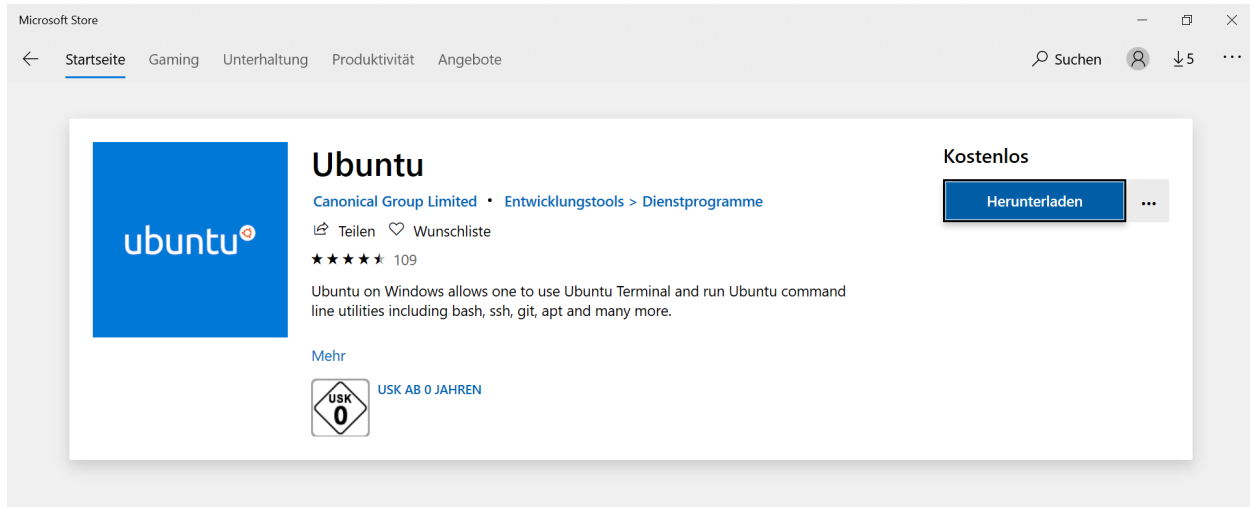 Microsoft Store
Startseite Gaming Unterhaltung Produktivität Angebote Suchen 5
ubuntu
Ubuntu
Kostenlos
Canonical Group Limited • Entwicklungstools > Dienstprogramme
Herunterladen
Teilen Wunschliste
109
Ubuntu on Windows allows one to use Ubuntu Terminal and run Ubuntu command
line utilities including bash, ssh, git, apt and many more.
Mehr
USK
0
USK AB 0 JAHREN